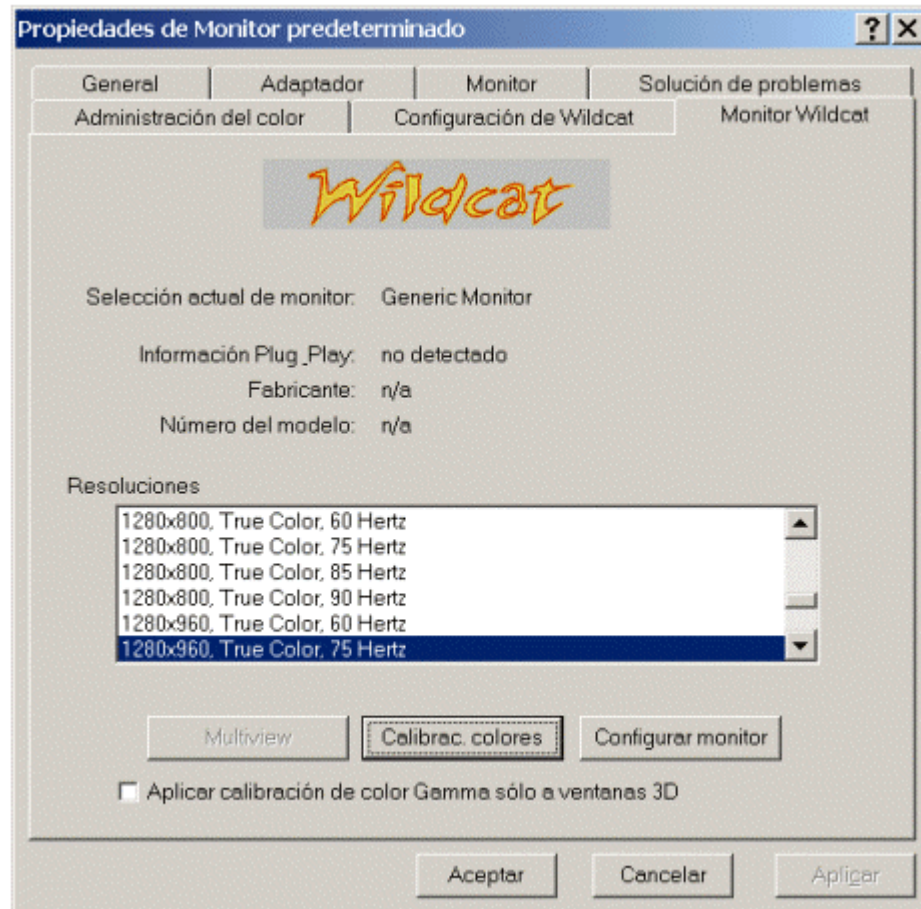 Propiedades de Monitor predeterminado
General Adaptador Monitor Solución de problemas
Administración del color Configuración de Wildcat Monitor Wildcat
Wildcat
Selección actual de monitor: Generic Monitor
Información Plug_Play: no detectado
Fabricante: n/a
Número del modelo: n/a
Resoluciones
1280x800, True Color, 60 Hertz
1280x800, True Color, 75 Hertz
1280x800, True Color, 85 Hertz
1280x800, True Color, 90 Hertz
1280x960, True Color, 60 Hertz
1280x960, True Color, 75 Hertz
Multiview Calibrac. colores Configurar monitor
Aplicar calibración de color Gamma sólo a ventanas 3D
Aceptar Cancelar Aplicar